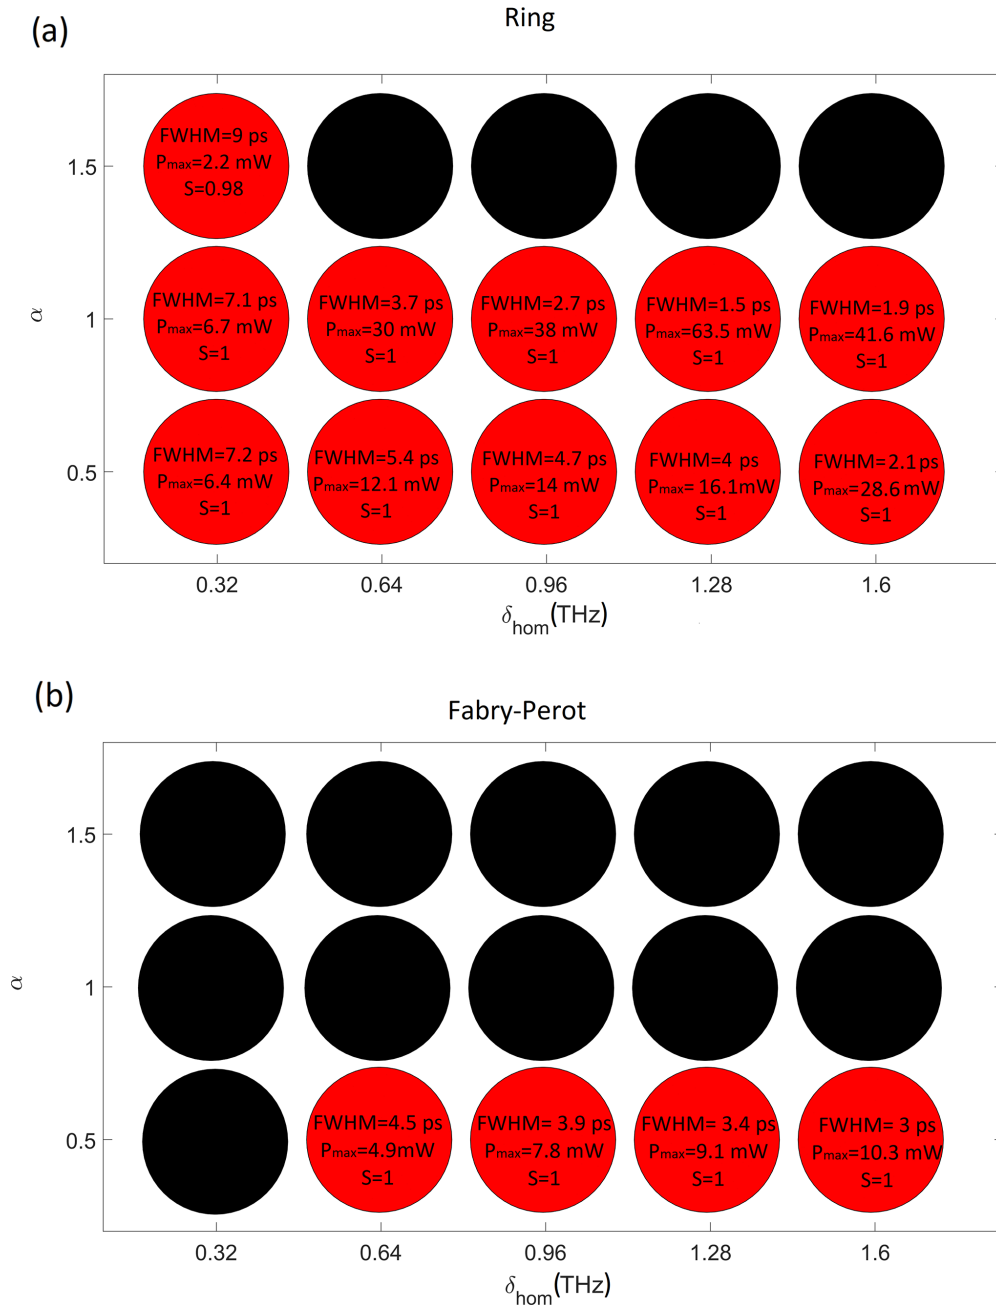 (a)
Ring
1.5
FWHM=9 ps
Pmax=2.2 mW
S=0.98
α
1
FWHM=7.1 ps
Pmax=6.7 mW
S=1
FWHM=3.7 ps
Pmax=30 mW
S=1
FWHM=2.7 ps
Pmax=38 mW
S=1
FWHM=1.5 ps
Pmax=63.5 mW
S=1
FWHM=1.9 ps
Pmax=41.6 mW
S=1
0.5
FWHM=7.2 ps
Pmax=6.4 mW
S=1
FWHM=5.4 ps
Pmax=12.1 mW
S=1
FWHM=4.7 ps
Pmax=14 mW
S=1
FWHM=4 ps
Pmax= 16.1mW
S=1
FWHM=2.1 ps
Pmax=28.6 mW
S=1
0.32 0.64 0.96 1.28 1.6
δhom(THz)
(b)
Fabry-Perot
1.5
α
1
0.5
FWHM=4.5 ps
Pmax=4.9mW
S=1
FWHM= 3.9 ps
Pmax=7.8 mW
S=1
FWHM= 3.4 ps
Pmax=9.1 mW
S=1
FWHM= 3 ps
Pmax=10.3 mW
S=1
0.32 0.64 0.96 1.28 1.6
δhom(THz)